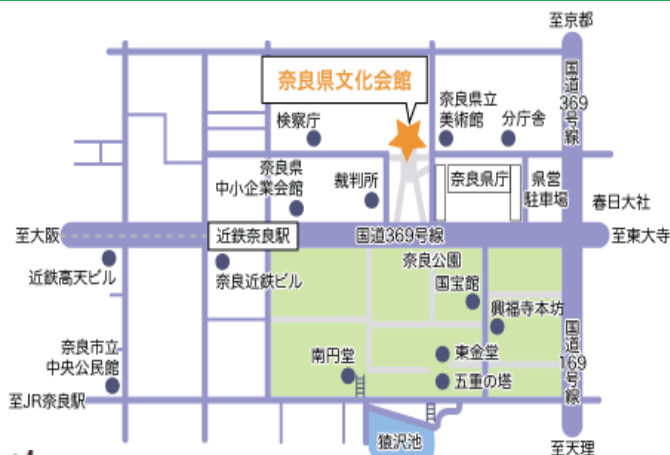 至京都
国道369号線
奈良県文化会館
検察庁
奈良県立
美術館
分庁舎
奈良県
中小企業会館
裁判所
奈良県庁
県営
駐車場
春日大社
至大阪
近鉄奈良駅
国道369号線
至東大寺
近鉄高天ビル
奈良近鉄ビル
奈良公園
国宝館
興福寺本坊
奈良市立
中央公民館
南円堂
東金堂
五重の塔
国道169号線
至JR奈良駅
猿沢池
至天理